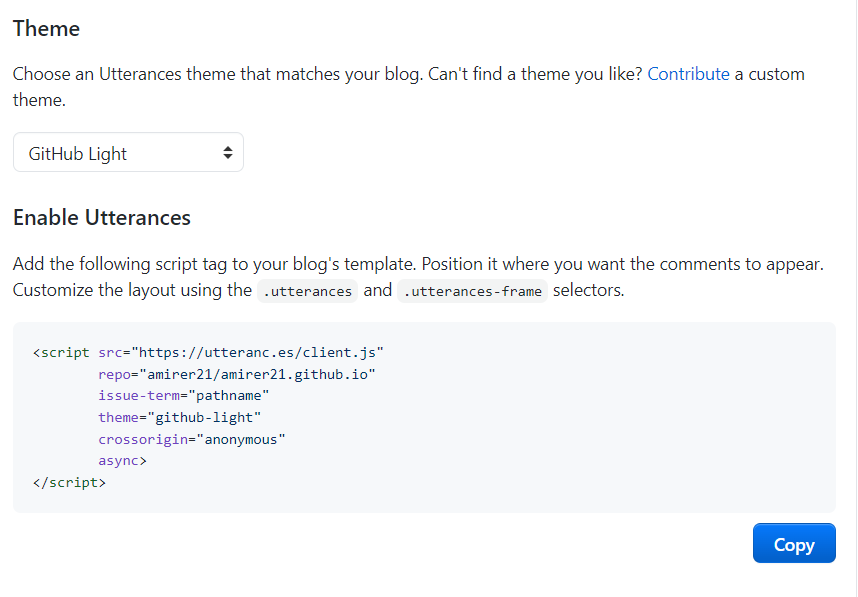 Theme
Choose an Utterances theme that matches your blog. Can't find a theme you like? Contribute a custom
theme.
GitHub Light
Enable Utterances
Add the following script tag to your blog's template. Position it where you want the comments to appear.
Customize the layout using the .utterances and .utterances-frame selectors.
<script src="https://utteranc.es/client.js"
        repo="amirer21/amirer21.github.io"
        issue-term="pathname"
        theme="github-light"
        crossorigin="anonymous"
        async>
</script>
Copy